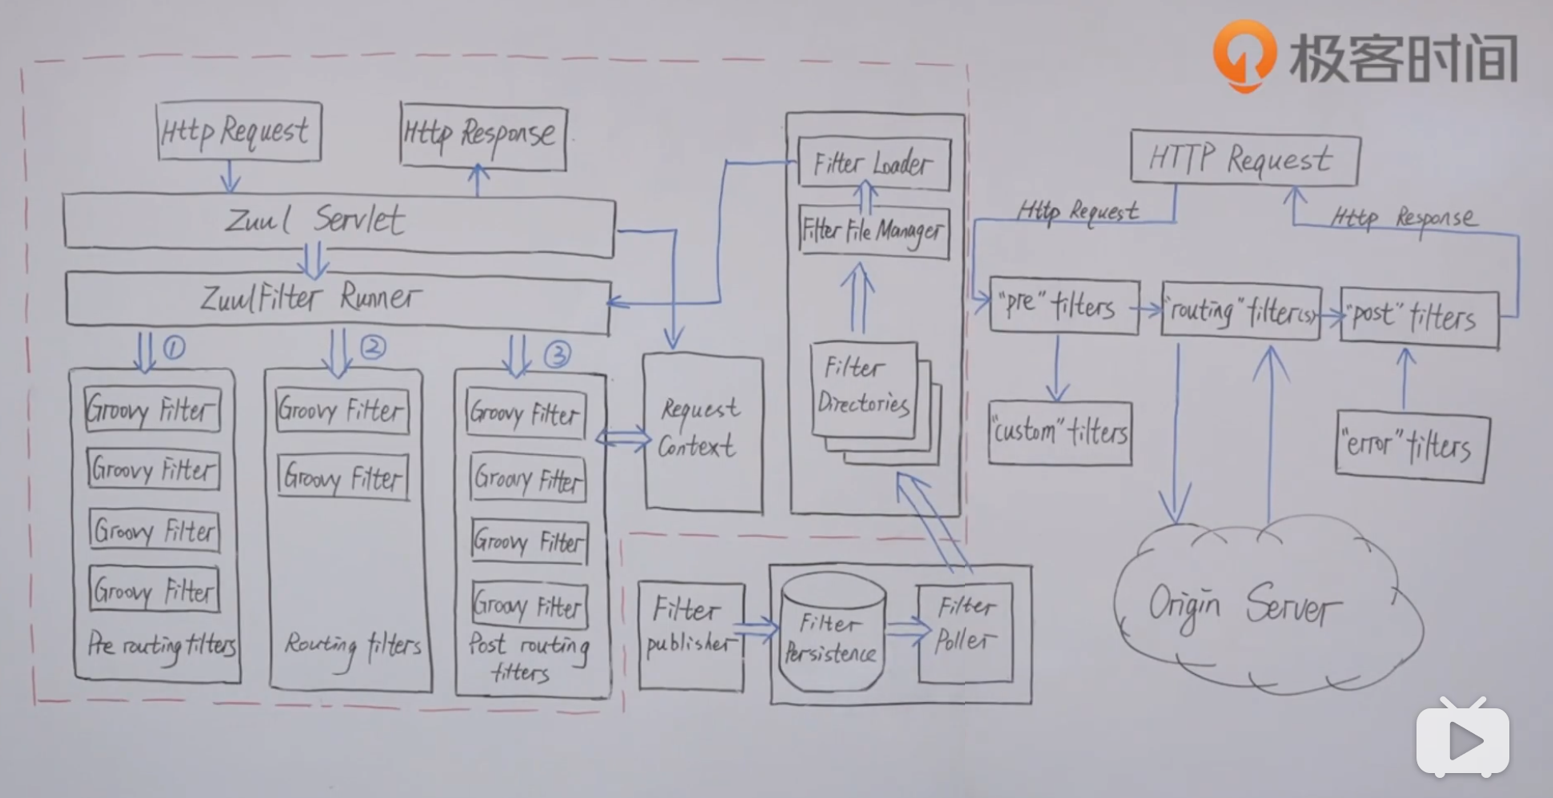 极客时间
Http Request
Http Response
Zuul Servlet
ZuulFilter Runner
①
②
③
Groovy Filter
Groovy Filter
Groovy Filter
Groovy Filter
Pre routing filters
Groovy Filter
Groovy Filter
Routing filters
Groovy Filter
Groovy Filter
Groovy Filter
Groovy Filter
Post routing
filters
Request
Context
Filter Loader
Filter File Manager
Filter
Directories
Filter
publisher
Filter
Persistence
Filter
Poller
HTTP Request
Http Request
Http Response
"pre" filters
"routing" filter(s)
"post" filters
"custom" filters
"error" filters
Origin Server